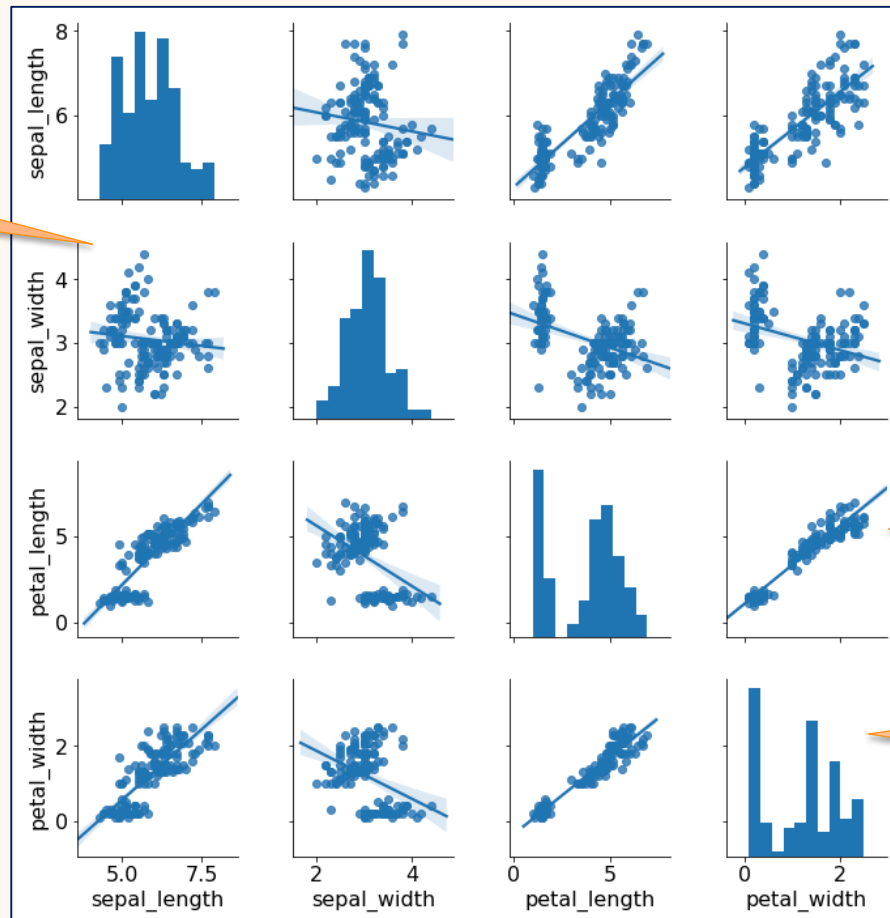 8
6
sepal_length
4
3
2
sepal_width
5
0
petal_length
2
0
petal_width
5.0 7.5
sepal_length
2 4
sepal_width
0 5
petal_length
0 2
petal_width